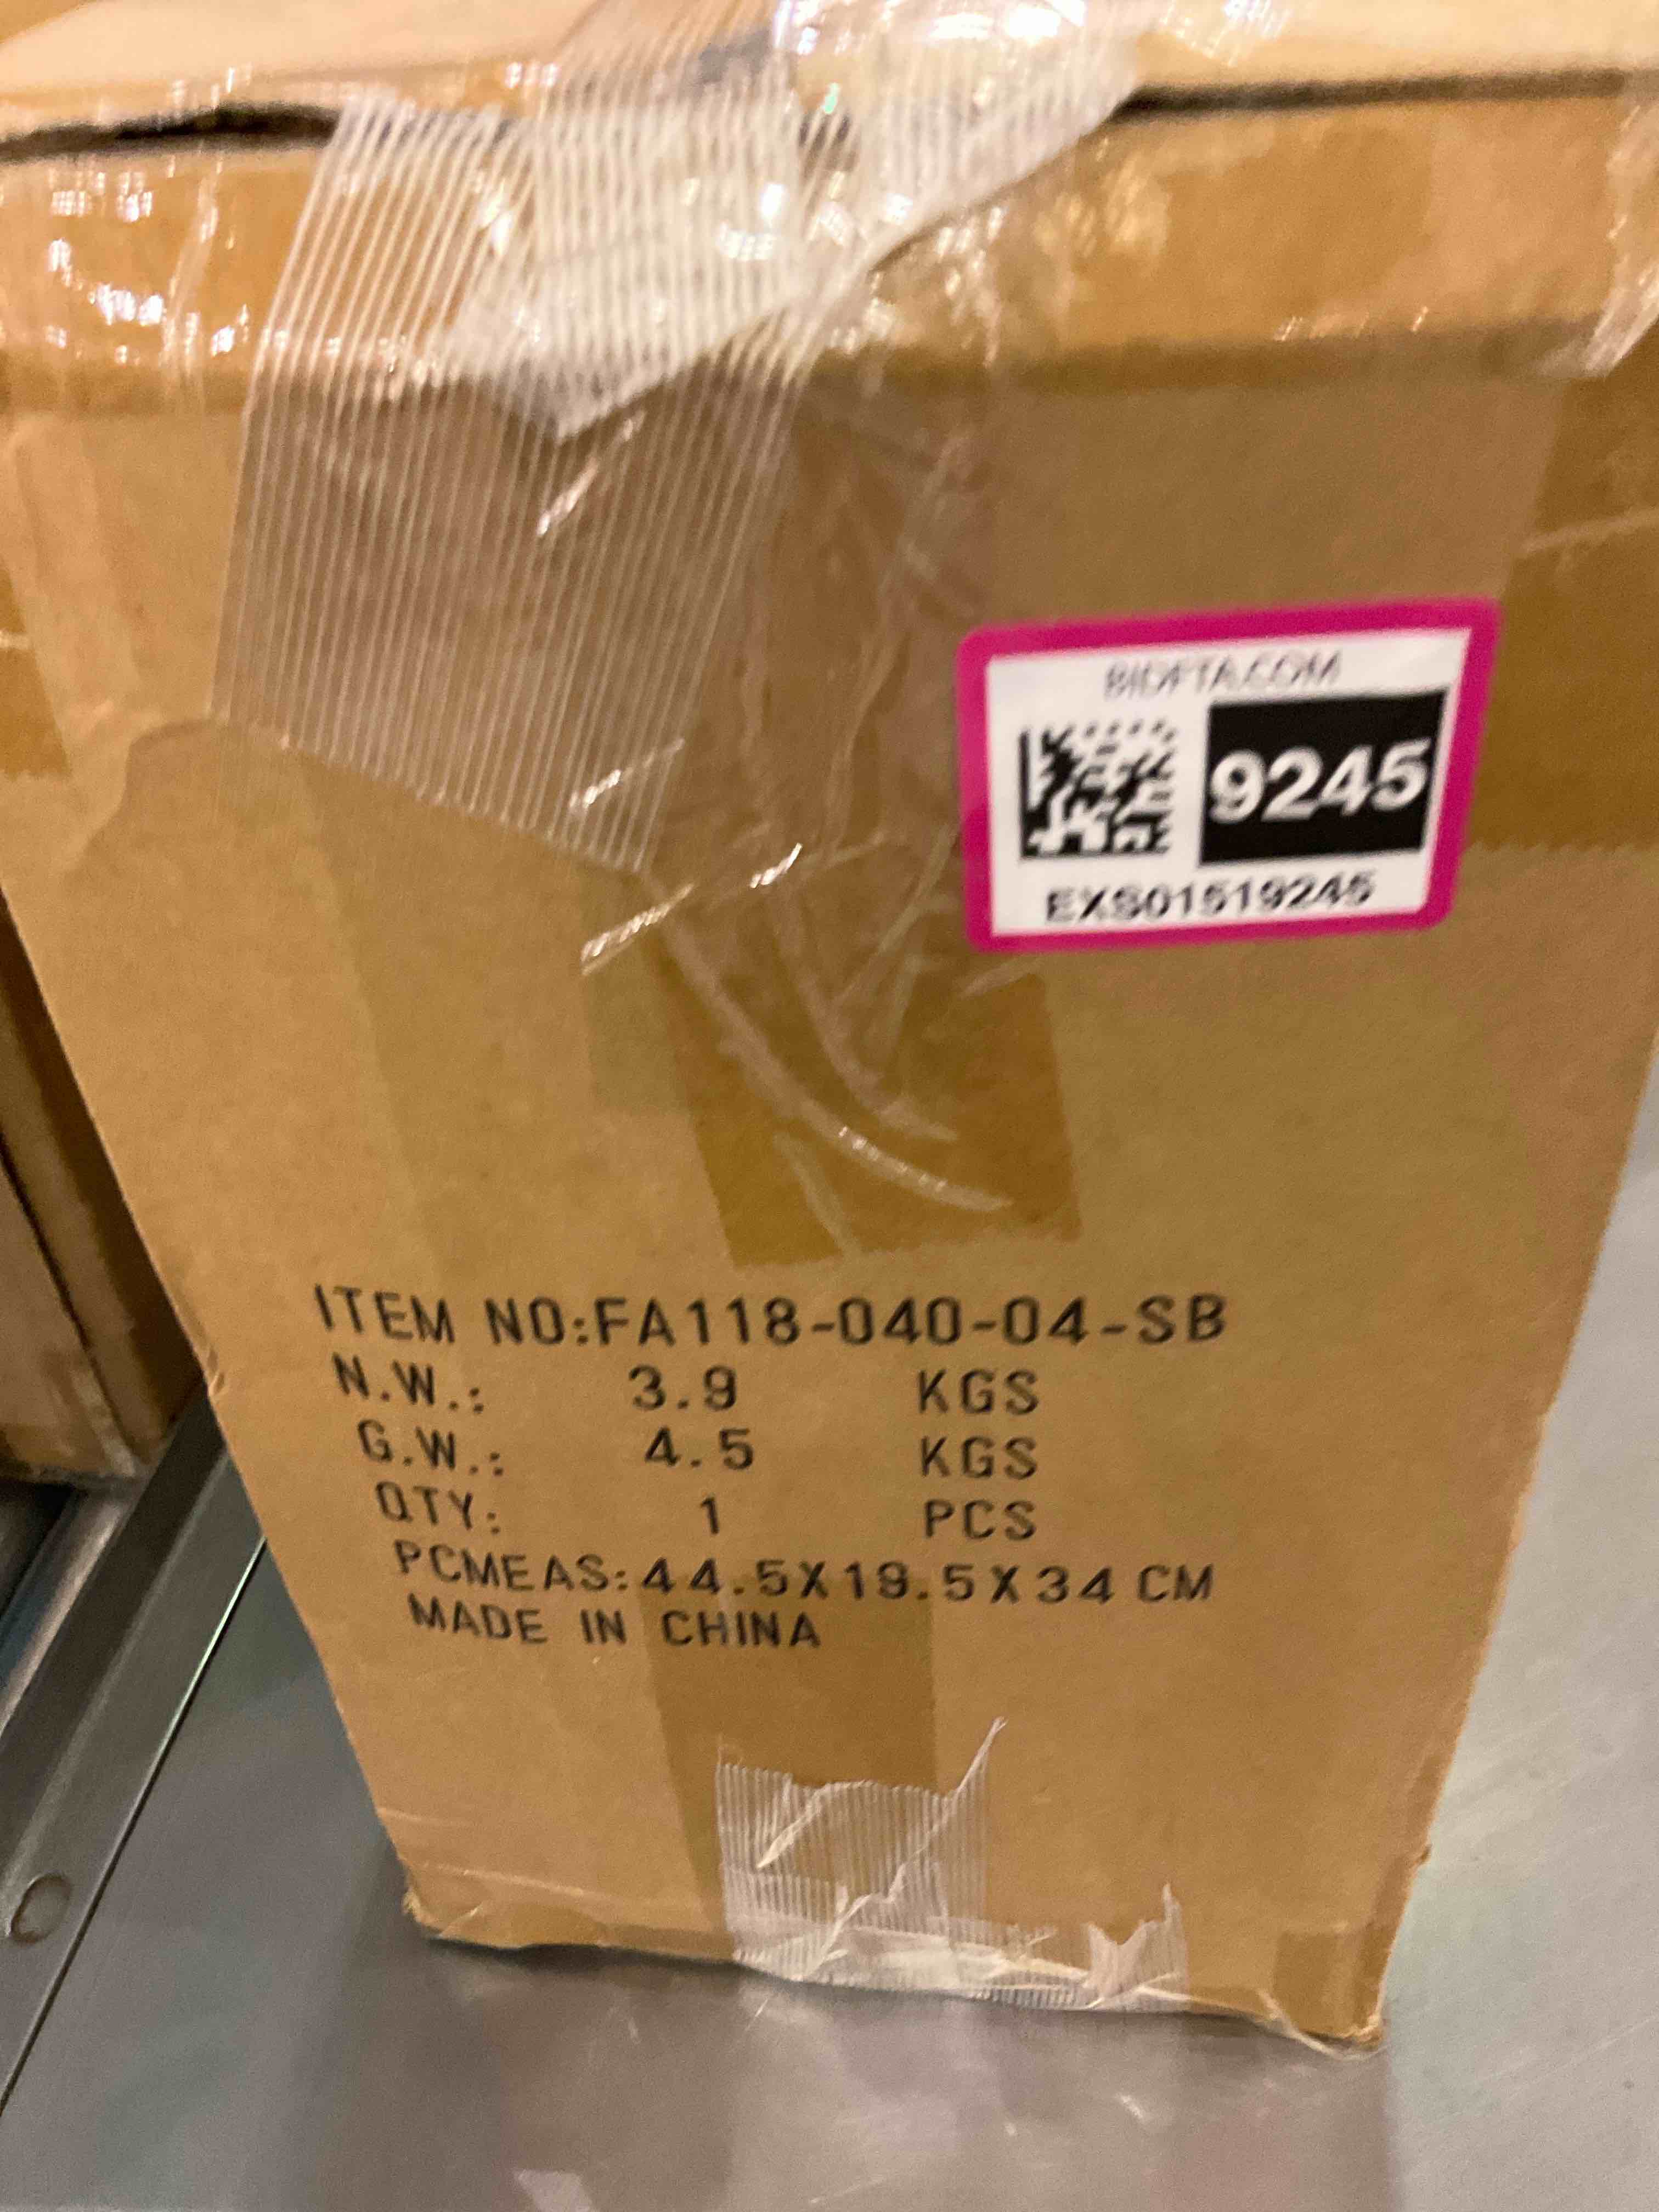 BIDFTA.COM
9245
EXS01519245
ITEM NO:FA118-040-04-SB
N.W.: 3.9 KGS
G.W.: 4.5 KGS
QTY: 1 PCS
PCMEAS:44.5X19.5X34 CM
MADE IN CHINA